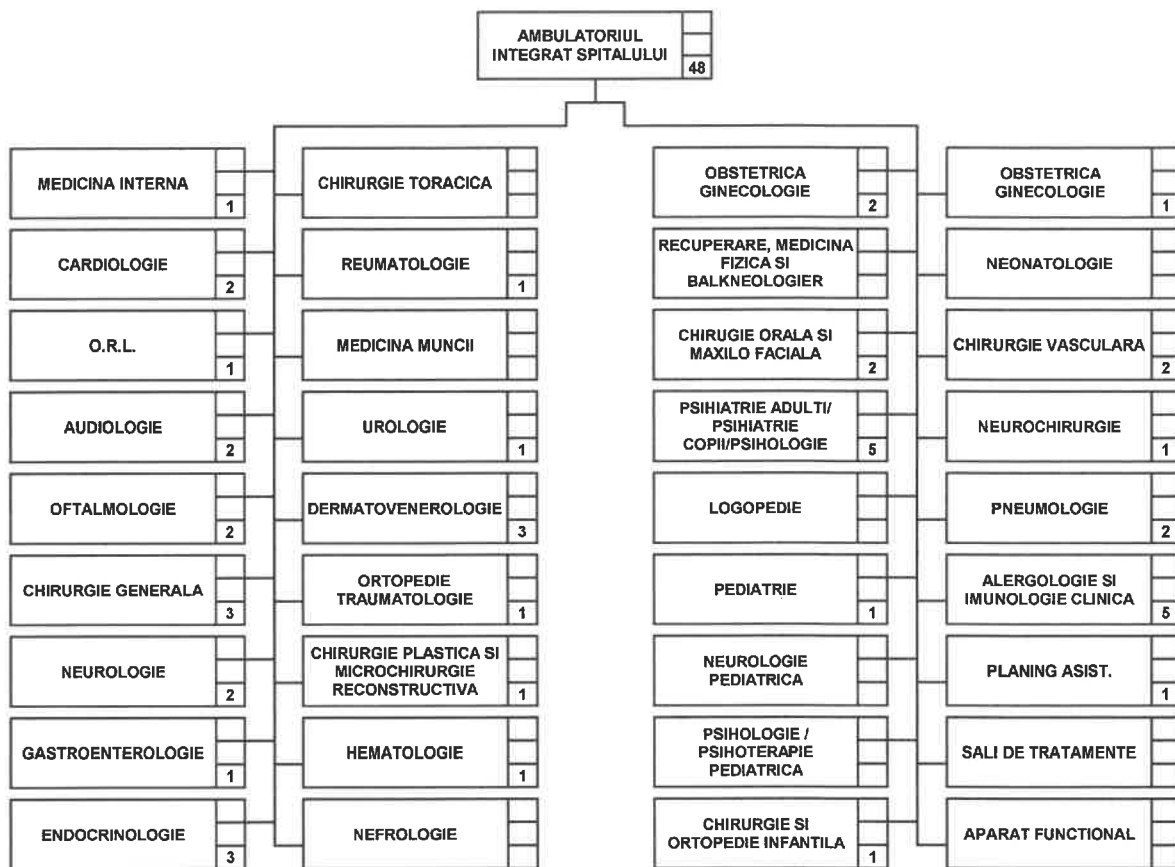 AMBULATORIUL
INTEGRAT SPITALULUI
48
MEDICINA INTERNA
1
CHIRURGIE TORACICA
OBSTETRICA
GINECOLOGIE
2
OBSTETRICA
GINECOLOGIE
1
CARDIOLOGIE
2
REUMATOLOGIE
1
RECUPERARE, MEDICINA
FIZICA SI
BALKNEOLOGIER
NEONATOLOGIE
O.R.L.
1
MEDICINA MUNCII
CHIRUGIE ORALA SI
MAXILO FACIALA
2
CHIRURGIE VASCULARA
2
AUDIOLOGIE
2
UROLOGIE
1
PSIHIATRIE ADULTI/
PSIHIATRIE
COPII/PSIHOLOGIE
5
NEUROCHIRURGIE
1
OFTALMOLOGIE
2
DERMATOVENEROLOGIE
3
LOGOPEDIE
PNEUMOLOGIE
2
CHIRURGIE GENERALA
3
ORTOPEDIE
TRAUMATOLOGIE
1
PEDIATRIE
1
ALERGOLOGIE SI
IMUNOLOGIE CLINICA
5
NEUROLOGIE
2
CHIRURGIE PLASTICA SI
MICROCHIRURGIE
RECONSTRUCTIVA
1
NEUROLOGIE
PEDIATRICA
PLANING ASIST.
1
GASTROENTEROLOGIE
1
HEMATOLOGIE
1
PSIHOLOGIE /
PSIHOTERAPIE
PEDIATRICA
SALI DE TRATAMENTE
ENDOCRINOLOGIE
3
NEFROLOGIE
CHIRURGIE SI
ORTOPEDIE INFANTILA
1
APARAT FUNCTIONAL